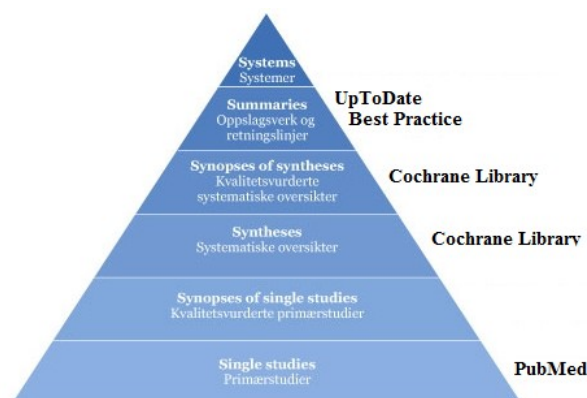 Systems
Systemer
Summaries
Oppslagsverk og
retningslinjer
UpToDate
Best Practice
Synopses of syntheses
Kvalitetsvurderte
systematiske oversikter
Cochrane Library
Syntheses
Systematiske oversikter
Cochrane Library
Synopses of single studies
Kvalitetsvurderte primærstudier
Single studies
Primærstudier
PubMed